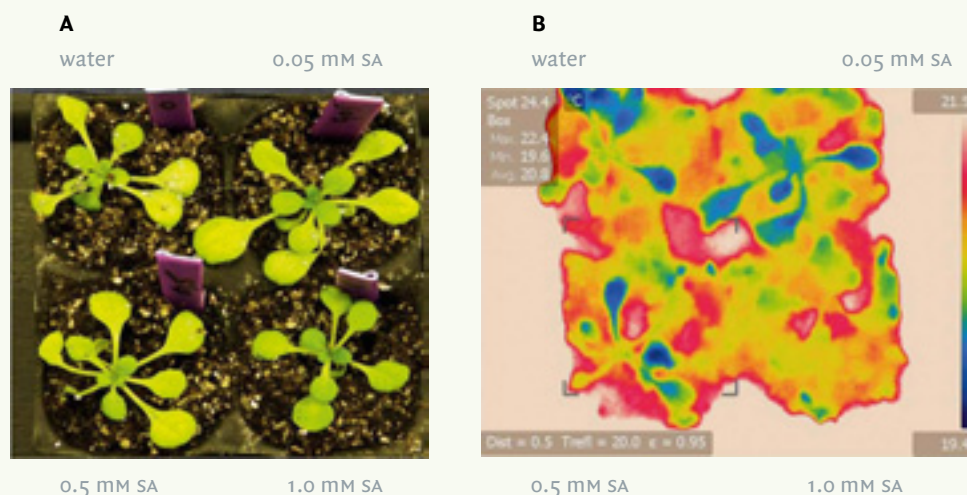 A
B
water
0.05 mM SA
water
0.05 mM SA
Spot 24.4 °C
Box
Max. 22.4
Min. 19.6
Avg. 20.8
Dist = 0.5 Trefl = 20.0 ε = 0.95
19.4
0.5 mM SA
1.0 mM SA
0.5 mM SA
1.0 mM SA